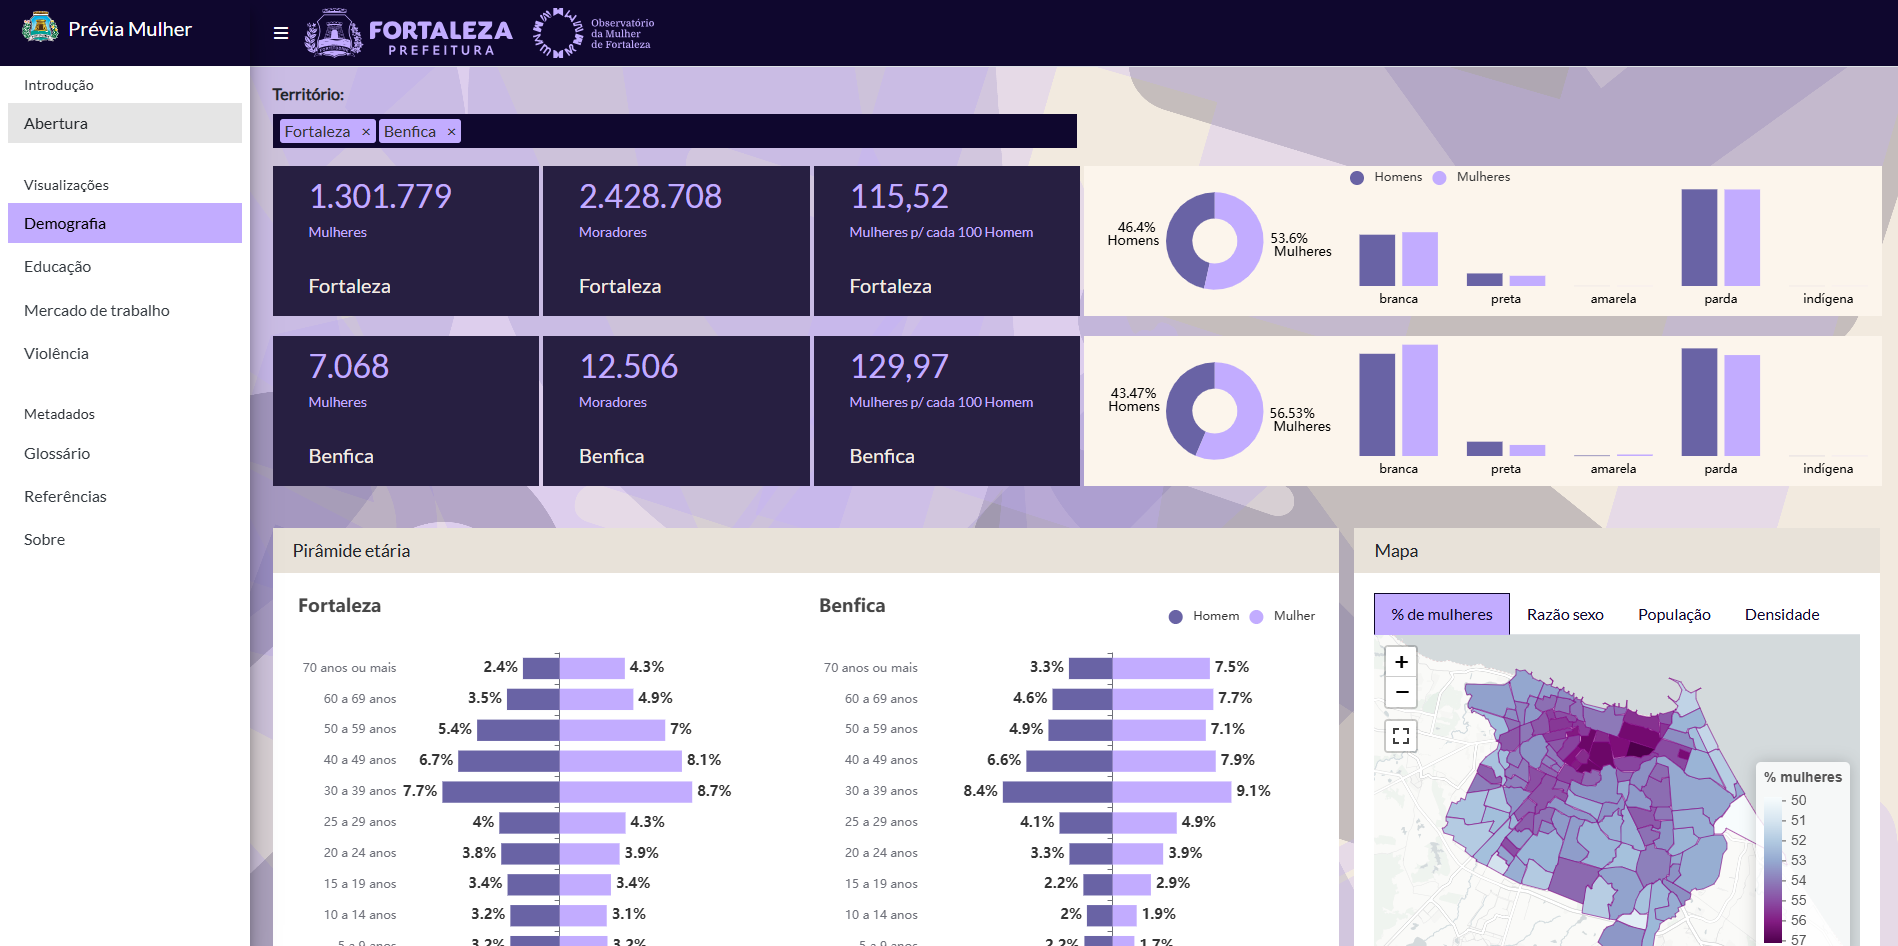 Prévia Mulher
FORTALEZA
PREFEITURA
Observatório
da Mulher
de Fortaleza
Introdução
Abertura
Visualizações
Demografia
Educação
Mercado de trabalho
Violência
Metadados
Glossário
Referências
Sobre
Território:
Fortaleza × Benfica ×
1.301.779
Mulheres
Fortaleza
2.428.708
Moradores
Fortaleza
115,52
Mulheres p/ cada 100 Homem
Fortaleza
46.4%
Homens
53.6%
Mulheres
Homens Mulheres
branca preta amarela parda indígena
7.068
Mulheres
Benfica
12.506
Moradores
Benfica
129,97
Mulheres p/ cada 100 Homem
Benfica
43.47%
Homens
56.53%
Mulheres
branca preta amarela parda indígena
Pirâmide etária
Fortaleza
70 anos ou mais 2.4% 4.3%
60 a 69 anos 3.5% 4.9%
50 a 59 anos 5.4% 7%
40 a 49 anos 6.7% 8.1%
30 a 39 anos 7.7% 8.7%
25 a 29 anos 4% 4.3%
20 a 24 anos 3.8% 3.9%
15 a 19 anos 3.4% 3.4%
10 a 14 anos 3.2% 3.1%
5 a 9 anos 3.2% 3.2%
Benfica
Homem Mulher
70 anos ou mais 3.3% 7.5%
60 a 69 anos 4.6% 7.7%
50 a 59 anos 4.9% 7.1%
40 a 49 anos 6.6% 7.9%
30 a 39 anos 8.4% 9.1%
25 a 29 anos 4.1% 4.9%
20 a 24 anos 3.3% 3.9%
15 a 19 anos 2.2% 2.9%
10 a 14 anos 2% 1.9%
5 a 9 anos 2.2% 1.7%
Mapa
% de mulheres Razão sexo População Densidade
+
−
% mulheres
50
51
52
53
54
55
56
57